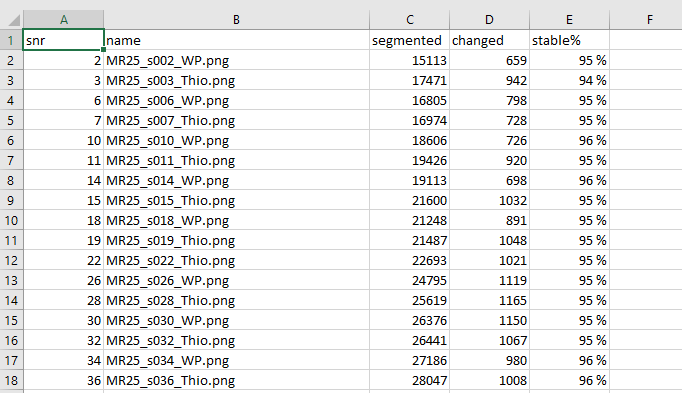 A B C D E F
1 snr name segmented changed stable%
2 2 MR25_s002_WP.png 15113 659 95 %
3 3 MR25_s003_Thio.png 17471 942 94 %
4 6 MR25_s006_WP.png 16805 798 95 %
5 7 MR25_s007_Thio.png 16974 728 95 %
6 10 MR25_s010_WP.png 18606 726 96 %
7 11 MR25_s011_Thio.png 19426 920 95 %
8 14 MR25_s014_WP.png 19113 698 96 %
9 15 MR25_s015_Thio.png 21600 1032 95 %
10 18 MR25_s018_WP.png 21248 891 95 %
11 19 MR25_s019_Thio.png 21487 1048 95 %
12 22 MR25_s022_Thio.png 22693 1021 95 %
13 26 MR25_s026_WP.png 24795 1119 95 %
14 28 MR25_s028_Thio.png 25619 1165 95 %
15 30 MR25_s030_WP.png 26376 1150 95 %
16 32 MR25_s032_Thio.png 26441 1067 95 %
17 34 MR25_s034_WP.png 27186 980 96 %
18 36 MR25_s036_Thio.png 28047 1008 96 %